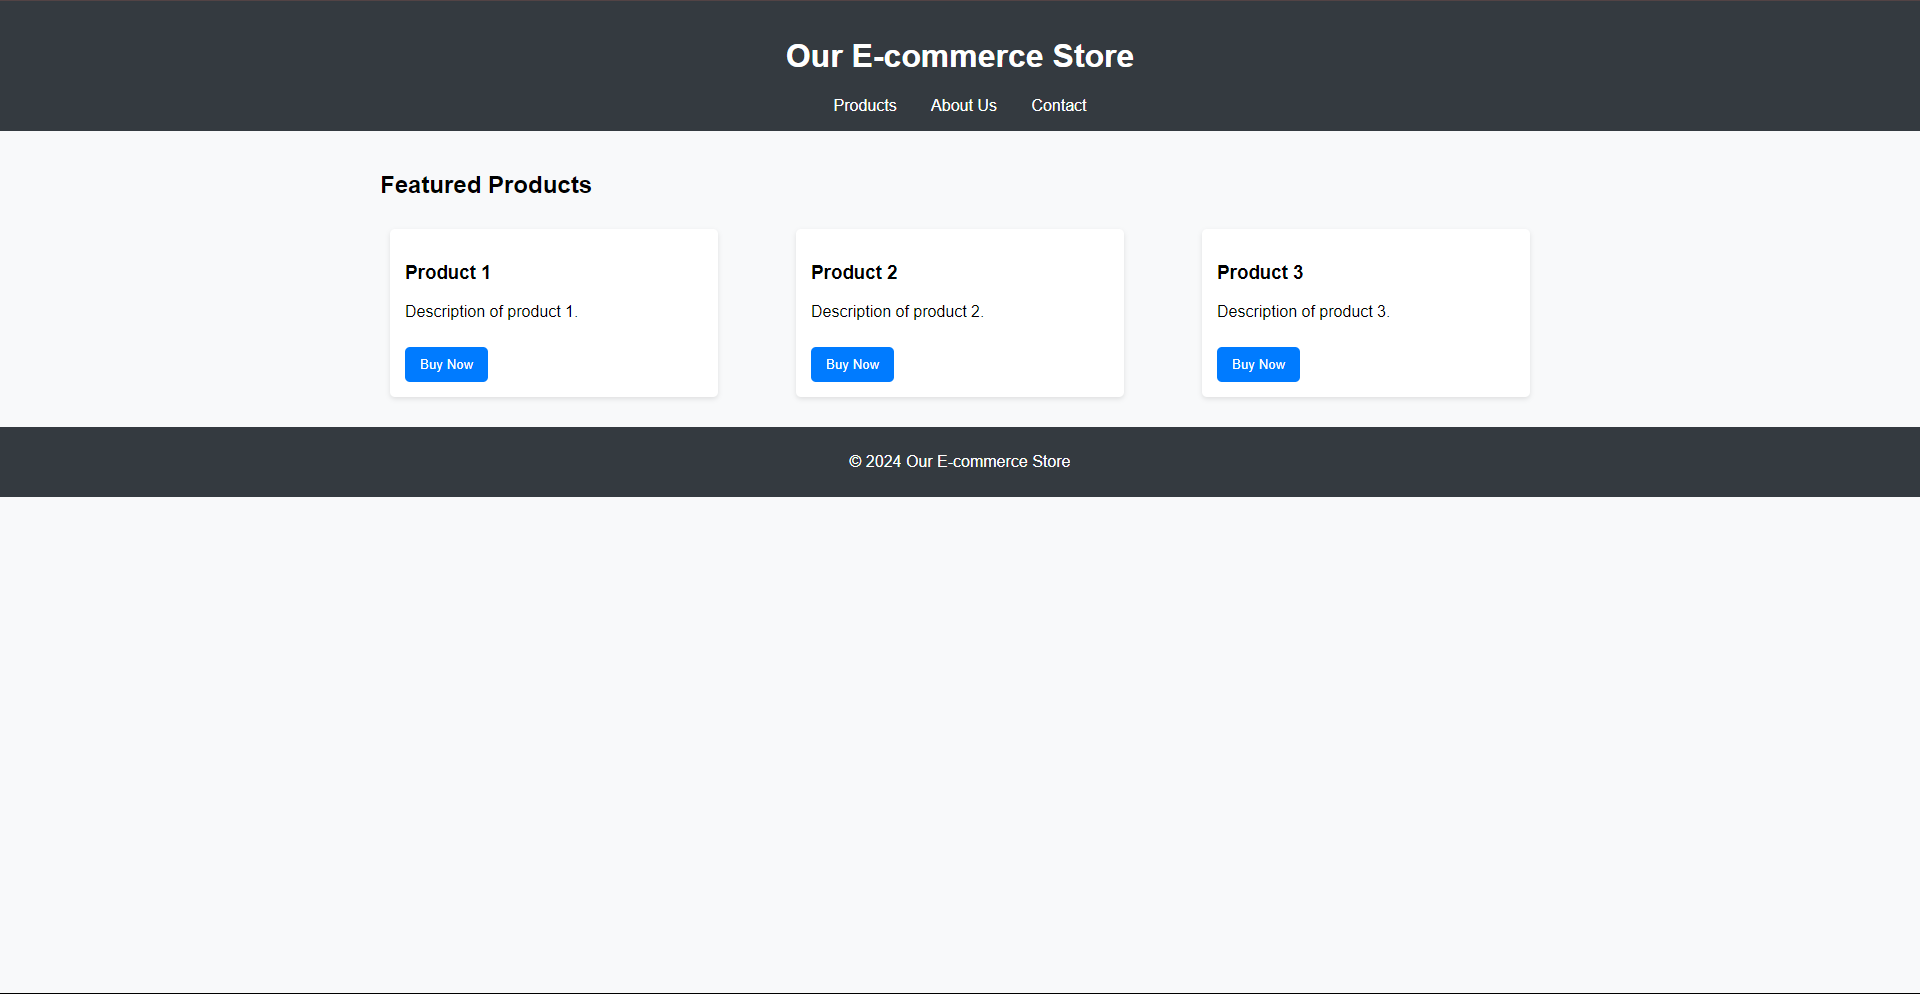 Our E-commerce Store
Products About Us Contact
Featured Products
Product 1
Description of product 1.
Buy Now
Product 2
Description of product 2.
Buy Now
Product 3
Description of product 3.
Buy Now
© 2024 Our E-commerce Store